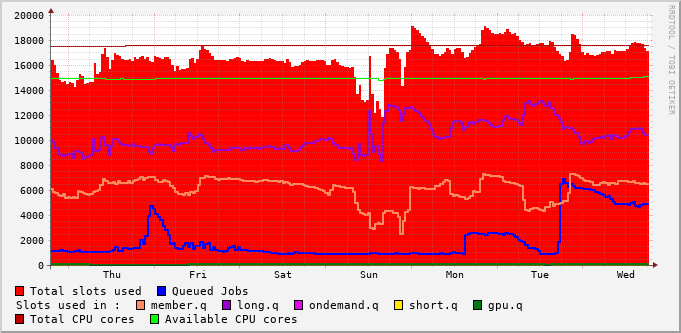 RRDTOOL / TOBI OETIKER
20000
18000
16000
14000
12000
10000
8000
6000
4000
2000
0
Thu Fri Sat Sun Mon Tue Wed
Total slots used Queued Jobs
Slots used in : member.q long.q ondemand.q short.q gpu.q
Total CPU cores Available CPU cores